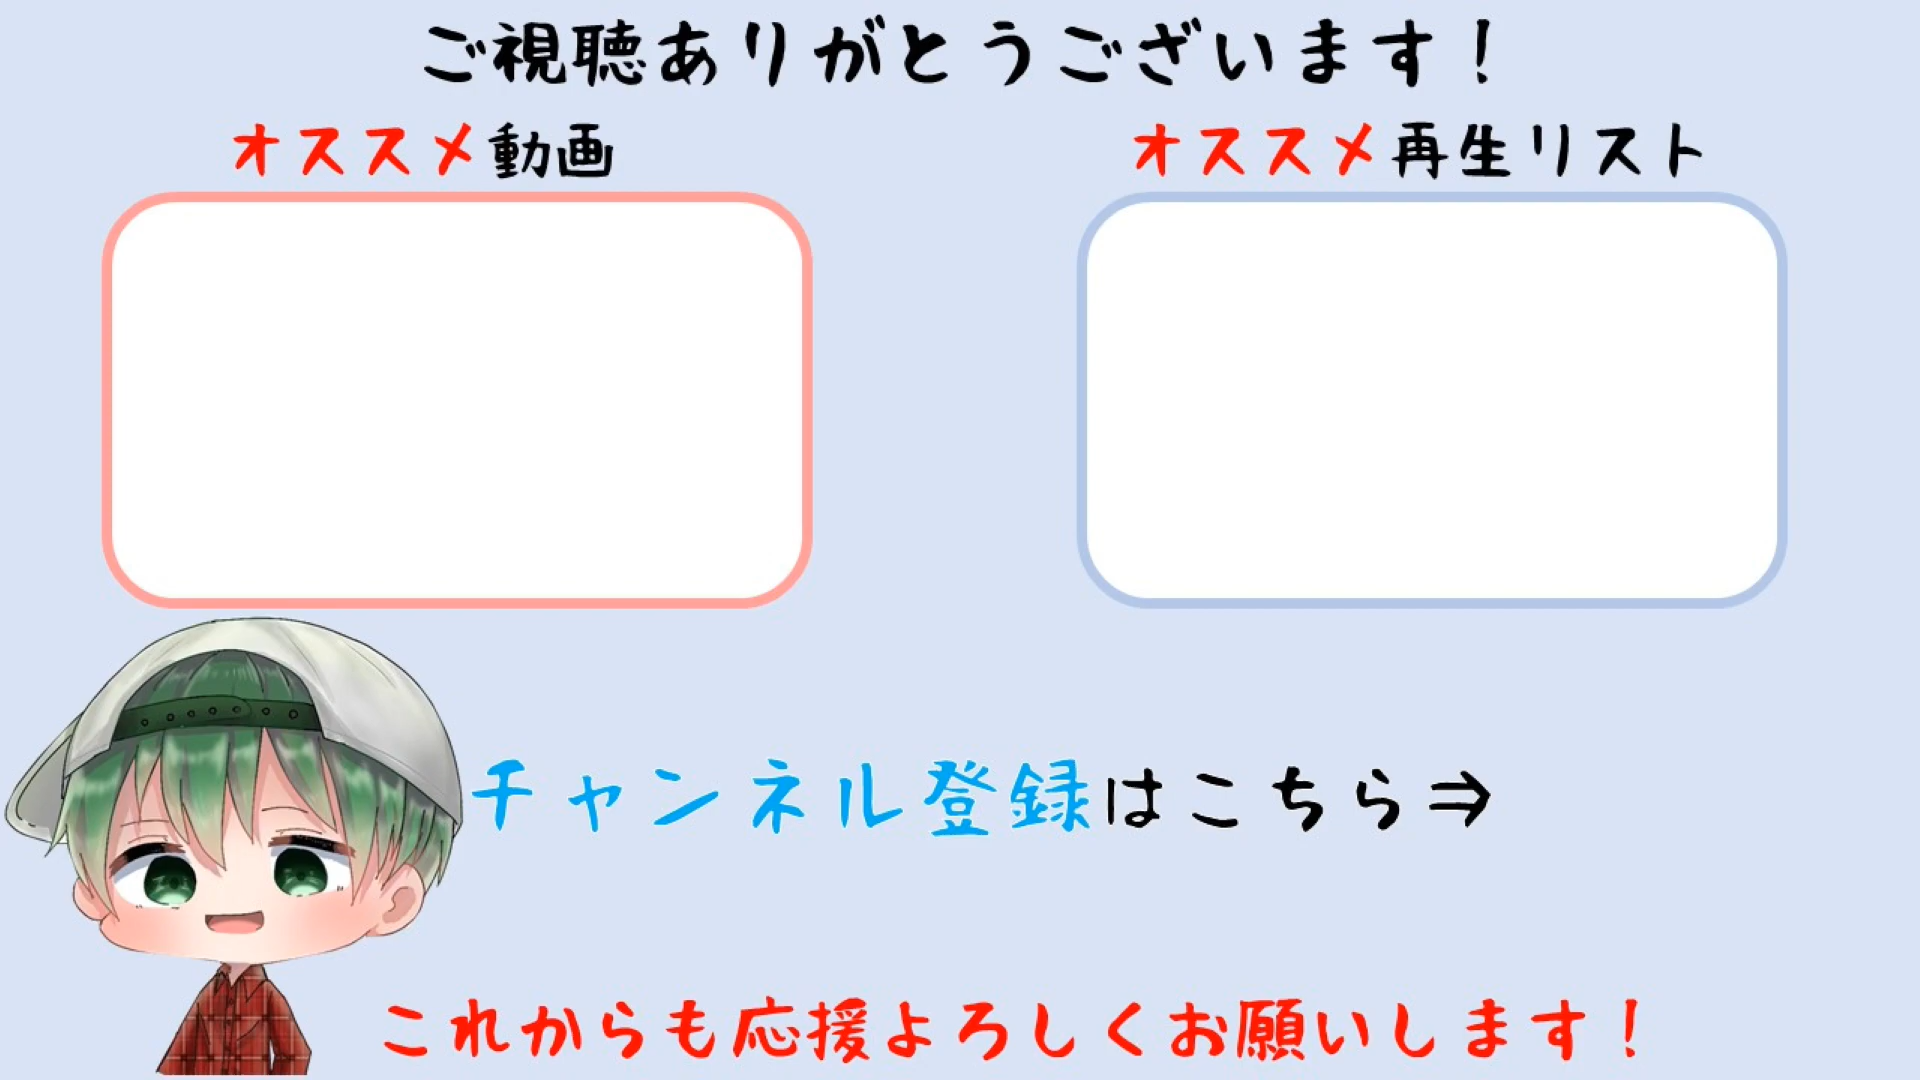 ご視聴ありがとうございます！
オススメ動画
オススメ再生リスト
チャンネル登録はこちら⇒
これからも応援よろしくお願いします！